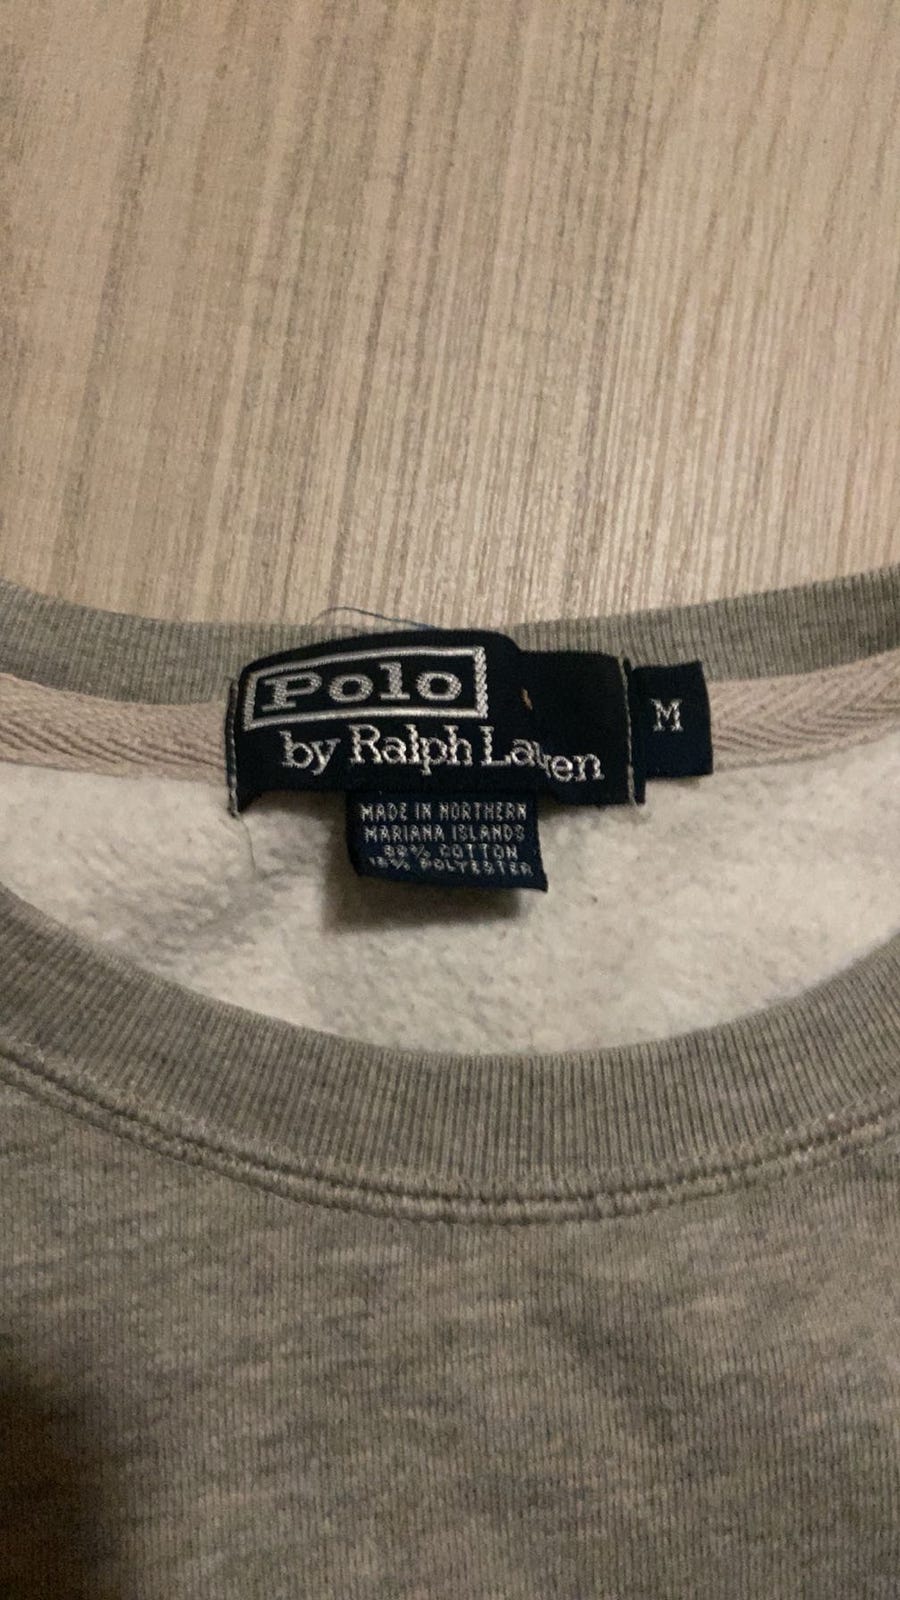 Polo
by Ralph Lauren
M
MADE IN NORTHERN
MARIANA ISLANDS
COTTON
POLYESTER